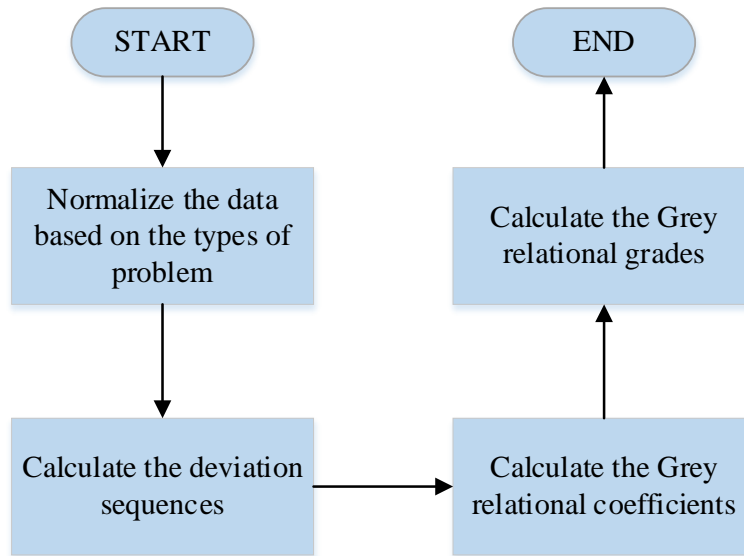 START
Normalize the data
based on the types of
problem
Calculate the deviation
sequences
Calculate the Grey
relational coefficients
Calculate the Grey
relational grades
END